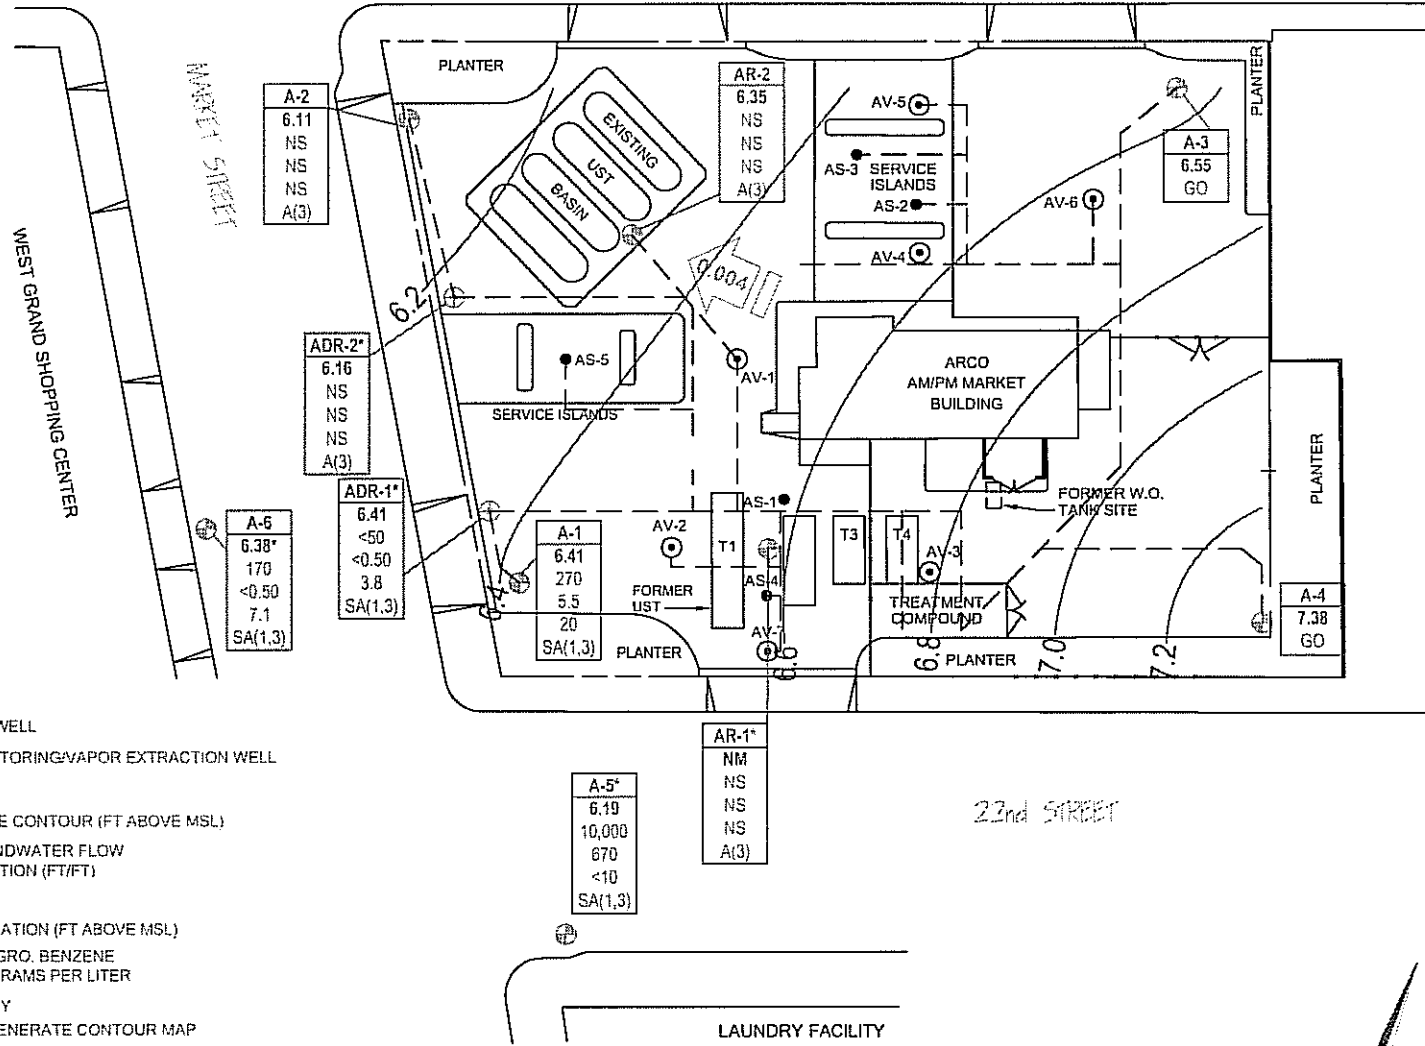 PLANTER
MARKET STREET
WEST GRAND SHOPPING CENTER
A-2
6.11
NS
NS
NS
A(3)
EXISTING
UST
BASIN
AR-2
6.35
NS
NS
NS
A(3)
AV-5
AS-3
SERVICE
ISLANDS
AS-2
AV-4
AV-6
A-3
6.55
GO
PLANTER
0.004
6.2
ADR-2*
6.16
NS
NS
NS
A(3)
AS-5
SERVICE ISLANDS
AV-1
ARCO
AM/PM MARKET
BUILDING
PLANTER
FORMER W.O.
TANK SITE
ADR-1*
6.41
<50
<0.50
3.8
SA(1,3)
A-6
6.38*
170
<0.50
7.1
SA(1,3)
A-1
6.41
270
5.5
20
SA(1,3)
AV-2
T1
FORMER
UST
AS-1
AS-4
T3
T4
AV-3
TREATMENT
COMPOUND
A-4
7.38
GO
PLANTER
6.8
PLANTER
7.0
7.2
AR-1*
NM
NS
NS
NS
A(3)
A-5*
6.19
10,000
670
<10
SA(1,3)
22nd STREET
WELL
TORING/VAPOR EXTRACTION WELL
E CONTOUR (FT ABOVE MSL)
NDWATER FLOW
TION (FT/FT)
ATION (FT ABOVE MSL)
GRO, BENZENE
RAMS PER LITER
Y
ENERATE CONTOUR MAP
LAUNDRY FACILITY